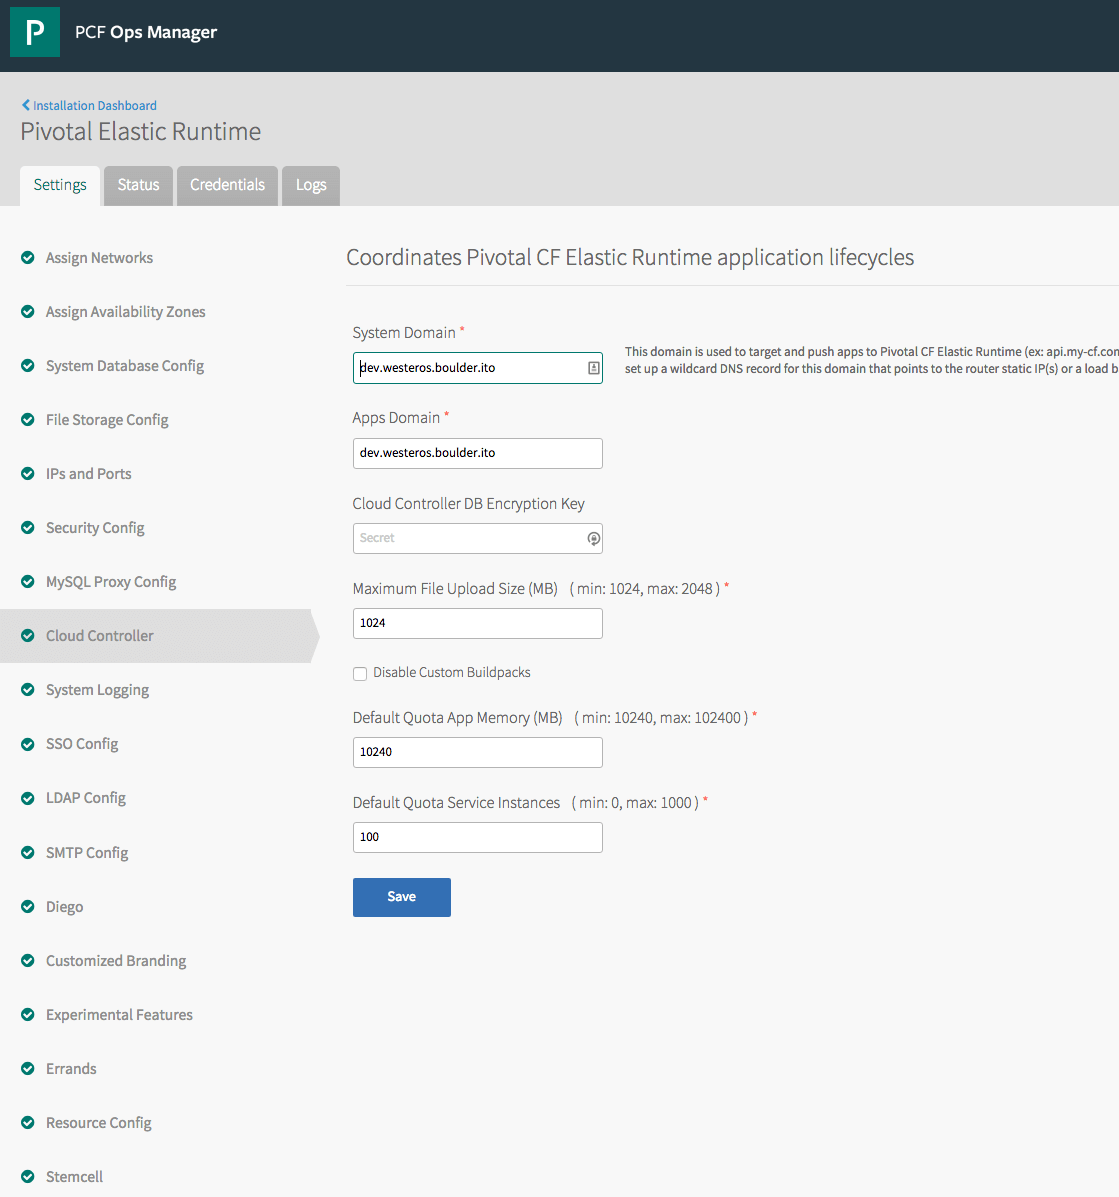 P
PCF Ops Manager
Installation Dashboard
Pivotal Elastic Runtime
Settings
Status
Credentials
Logs
Assign Networks
Assign Availability Zones
System Database Config
File Storage Config
IPs and Ports
Security Config
MySQL Proxy Config
Cloud Controller
System Logging
SSO Config
LDAP Config
SMTP Config
Diego
Customized Branding
Experimental Features
Errands
Resource Config
Stemcell
Coordinates Pivotal CF Elastic Runtime application lifecycles
System Domain *
dev.westeros.boulder.ito
This domain is used to target and push apps to Pivotal CF Elastic Runtime (ex: api.my-cf.con
set up a wildcard DNS record for this domain that points to the router static IP(s) or a load b
Apps Domain *
dev.westeros.boulder.ito
Cloud Controller DB Encryption Key
Secret
Maximum File Upload Size (MB) ( min: 1024, max: 2048 ) *
1024
Disable Custom Buildpacks
Default Quota App Memory (MB) ( min: 10240, max: 102400 ) *
10240
Default Quota Service Instances ( min: 0, max: 1000 ) *
100
Save